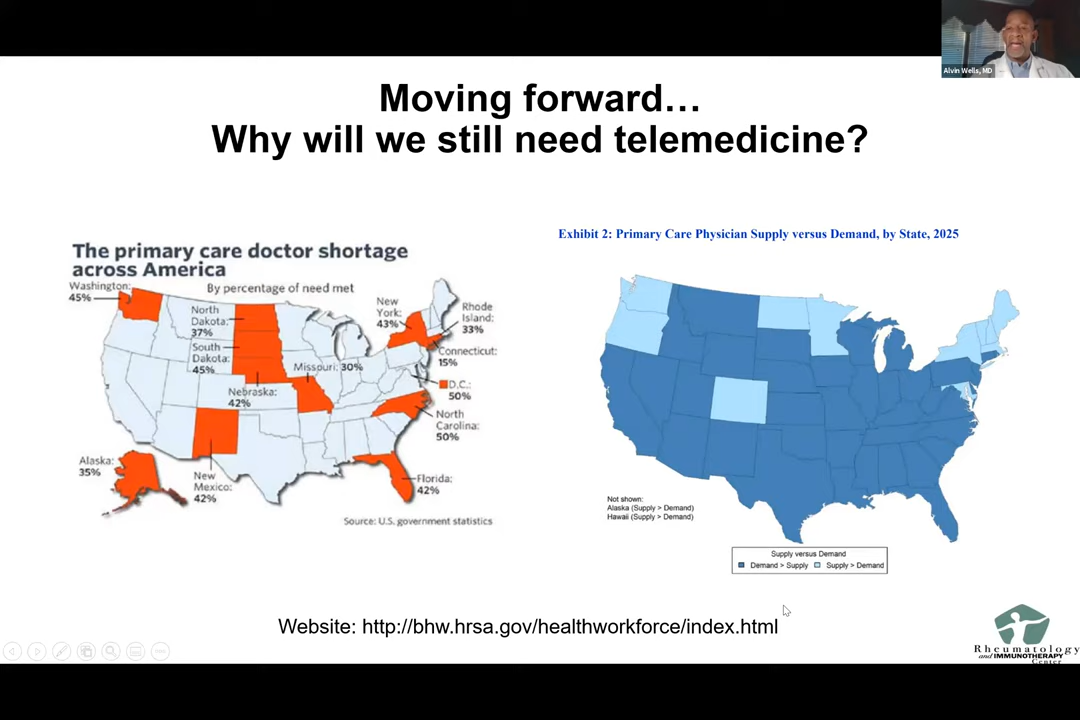 Alvin Wells, MD
Moving forward…
Why will we still need telemedicine?
The primary care doctor shortage
across America
By percentage of need met
Washington:
45%
North
Dakota:
37%
South
Dakota:
45%
Nebraska:
42%
Missouri: 30%
New
York:
43%
Rhode
Island:
33%
Connecticut:
15%
D.C.:
50%
North
Carolina:
50%
Florida:
42%
Alaska:
35%
New
Mexico:
42%
Source: U.S. government statistics
Exhibit 2: Primary Care Physician Supply versus Demand, by State, 2025
Not shown:
Alaska (Supply > Demand)
Hawaii (Supply > Demand)
Supply versus Demand
Demand > Supply
Supply > Demand
Website: http://bhw.hrsa.gov/healthworkforce/index.html
Rheumatology
and IMMUNOTHERAPY
Center